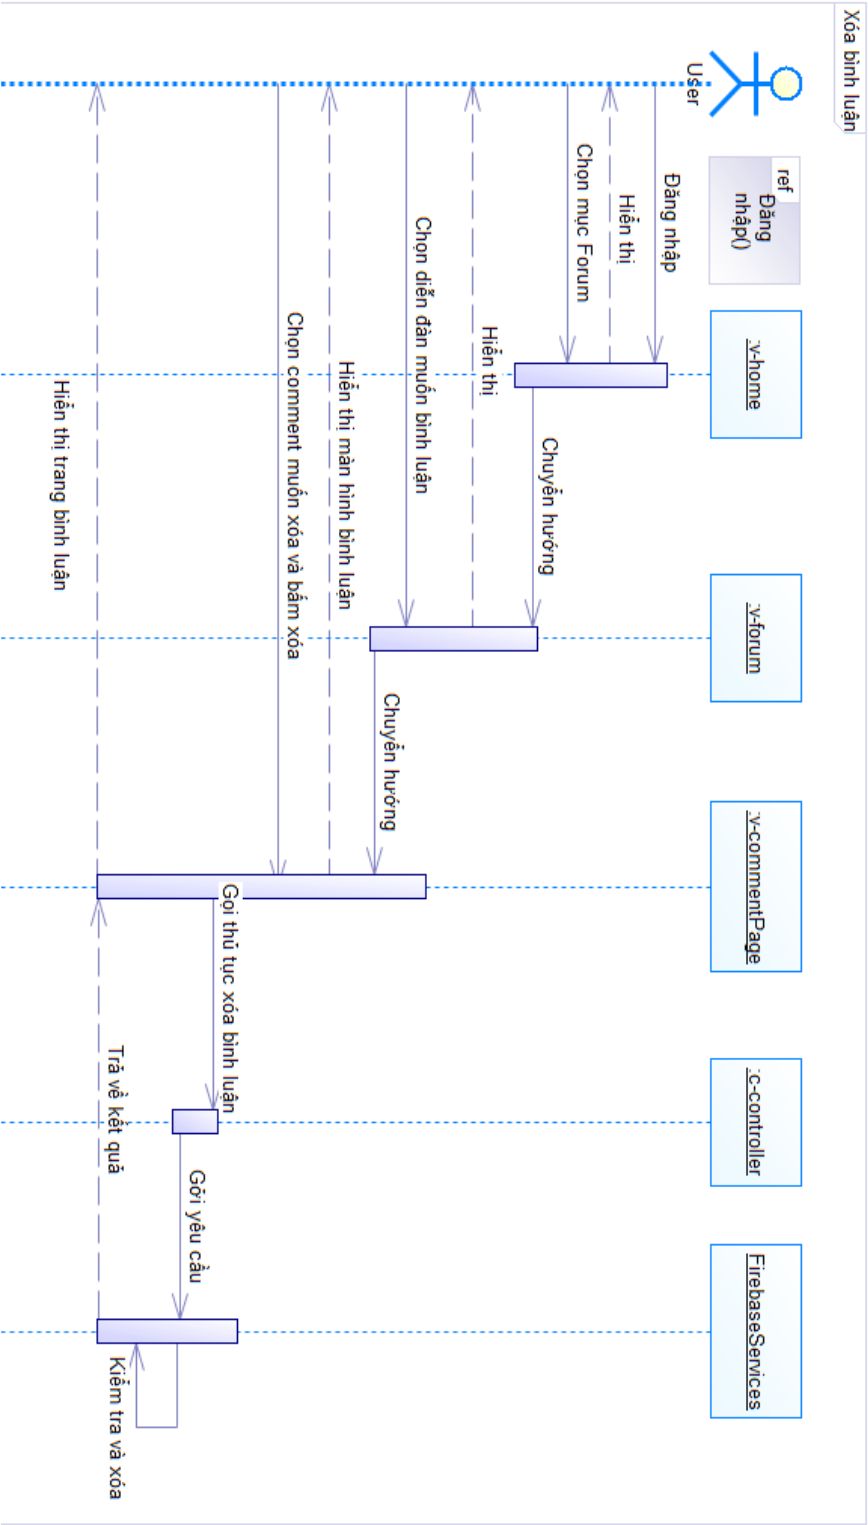 Xóa bình luận
User
ref
Đăng
nhập()
:v-home
:v-forum
:v-commentPage
:c-controller
FirebaseServices
Đăng nhập
Hiển thị
Chọn mục Forum
Chuyển hướng
Hiển thị
Chọn diễn đàn muốn bình luận
Chuyển hướng
Hiển thị màn hình bình luận
Chọn comment muốn xóa và bấm xóa
Gọi thủ tục xóa bình luận
Gởi yêu cầu
Kiểm tra và xóa
Trả về kết quả
Hiển thị trang bình luận